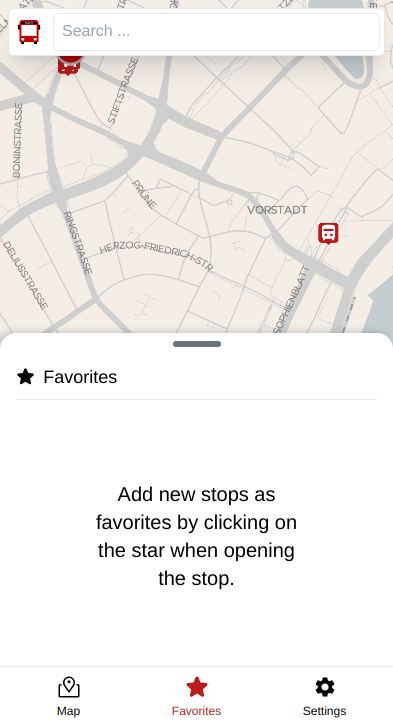 Search ...
STIFTSTRASSE
BONINSTRASSE
PRÜNE
VORSTADT
RINGSTRASSE
HERZOG-FRIEDRICH-STR.
DELIUSSTRASSE
SOPHIENBLATT
Favorites
Add new stops as
favorites by clicking on
the star when opening
the stop.
Map
Favorites
Settings